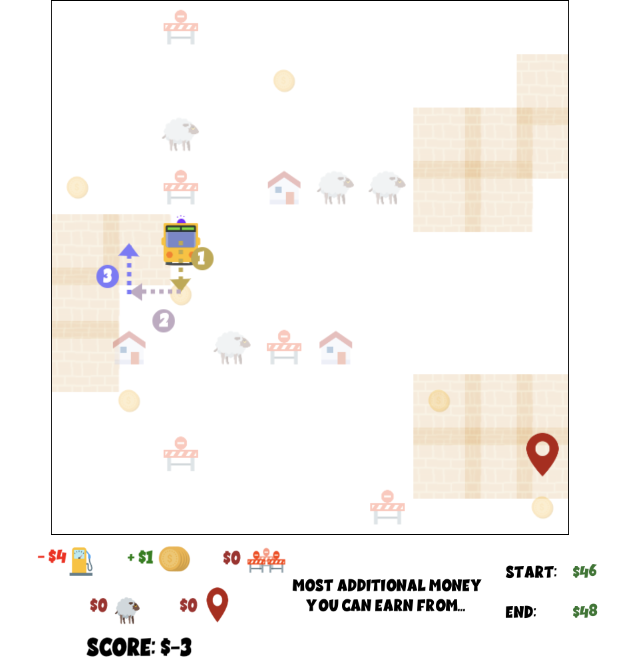 1
3
2
- $4
+ $1
$0
$0
$0
MOST ADDITIONAL MONEY
YOU CAN EARN FROM...
START: $46
END: $48
SCORE: $-3